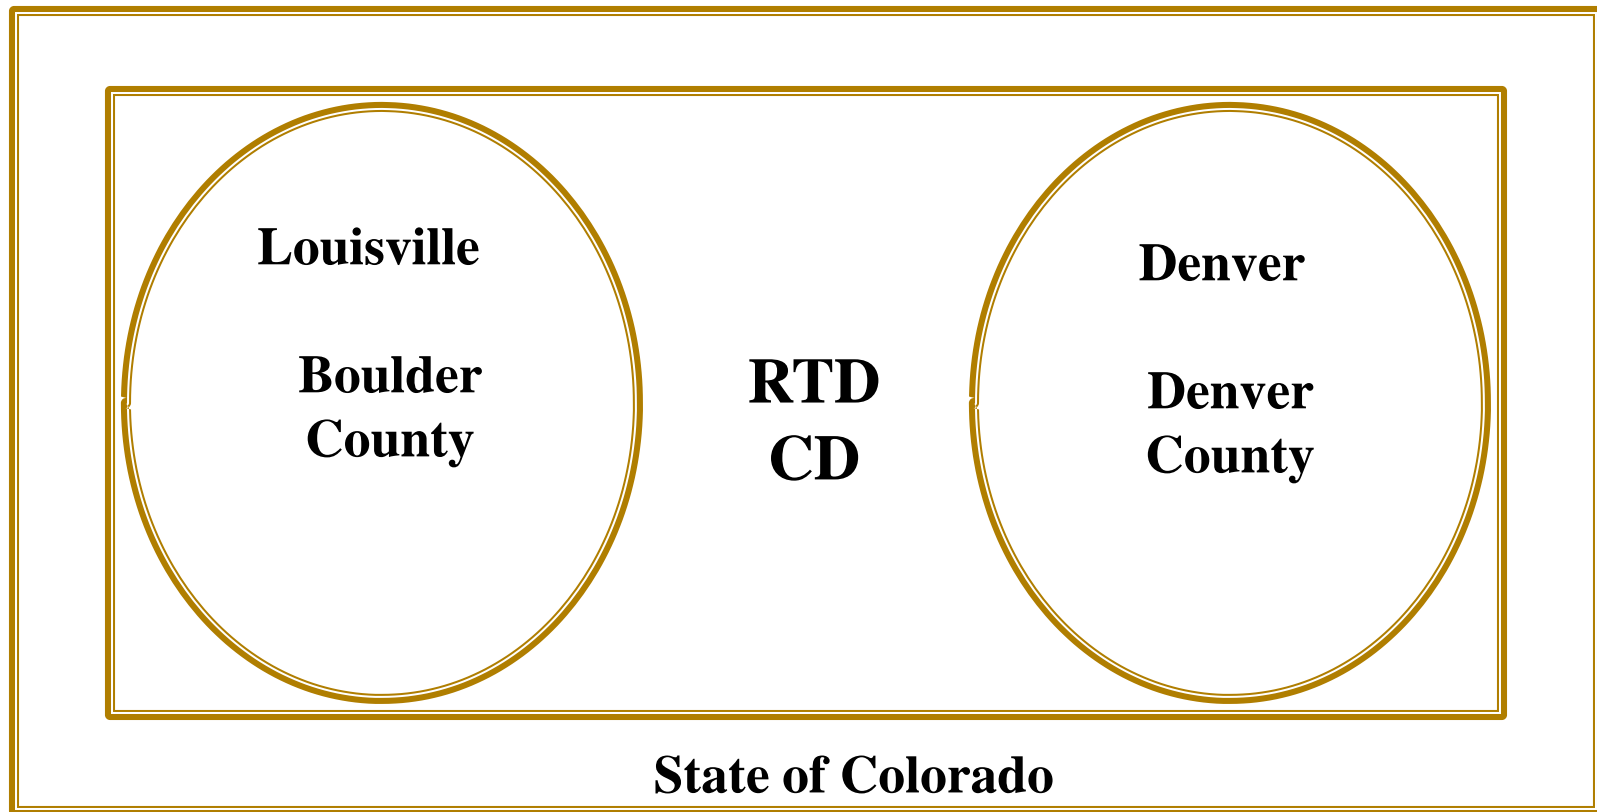 Louisville
Boulder
County
RTD
CD
Denver
Denver
County
State of Colorado